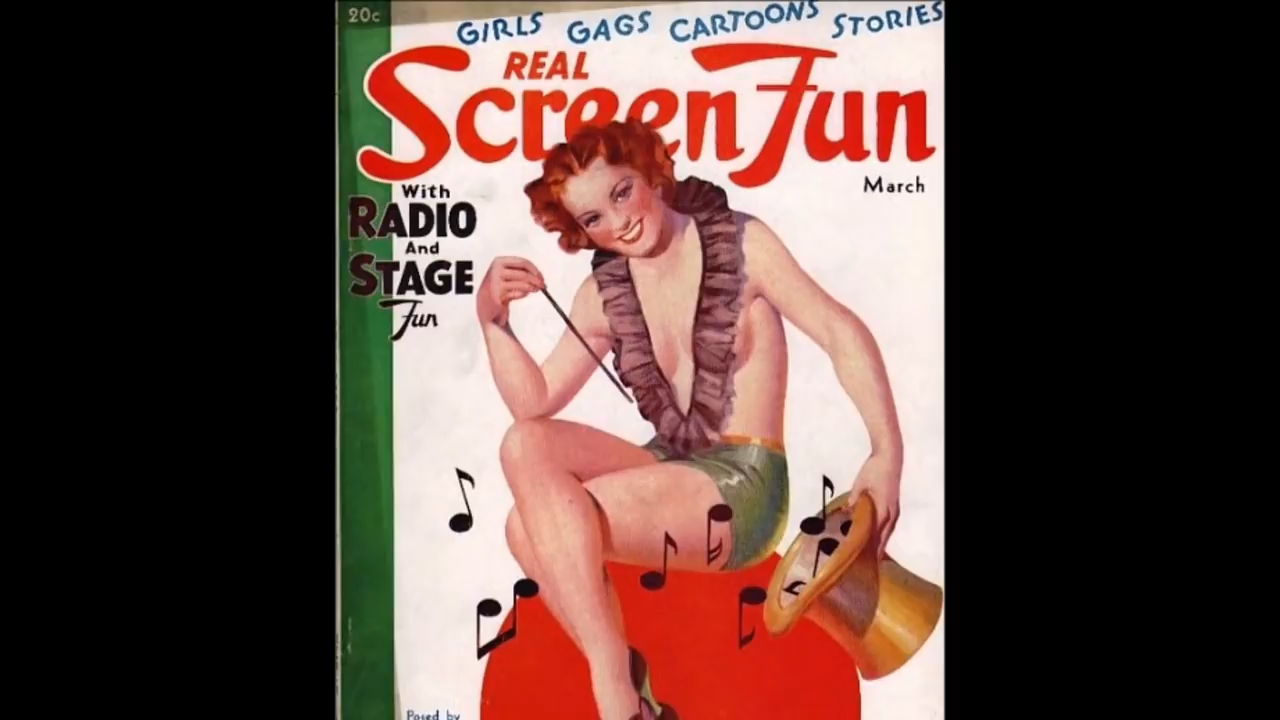 20c
GIRLS GAGS CARTOONS STORIES
REAL
Screen Fun
March
With
RADIO
And
STAGE
Fun
Posed by